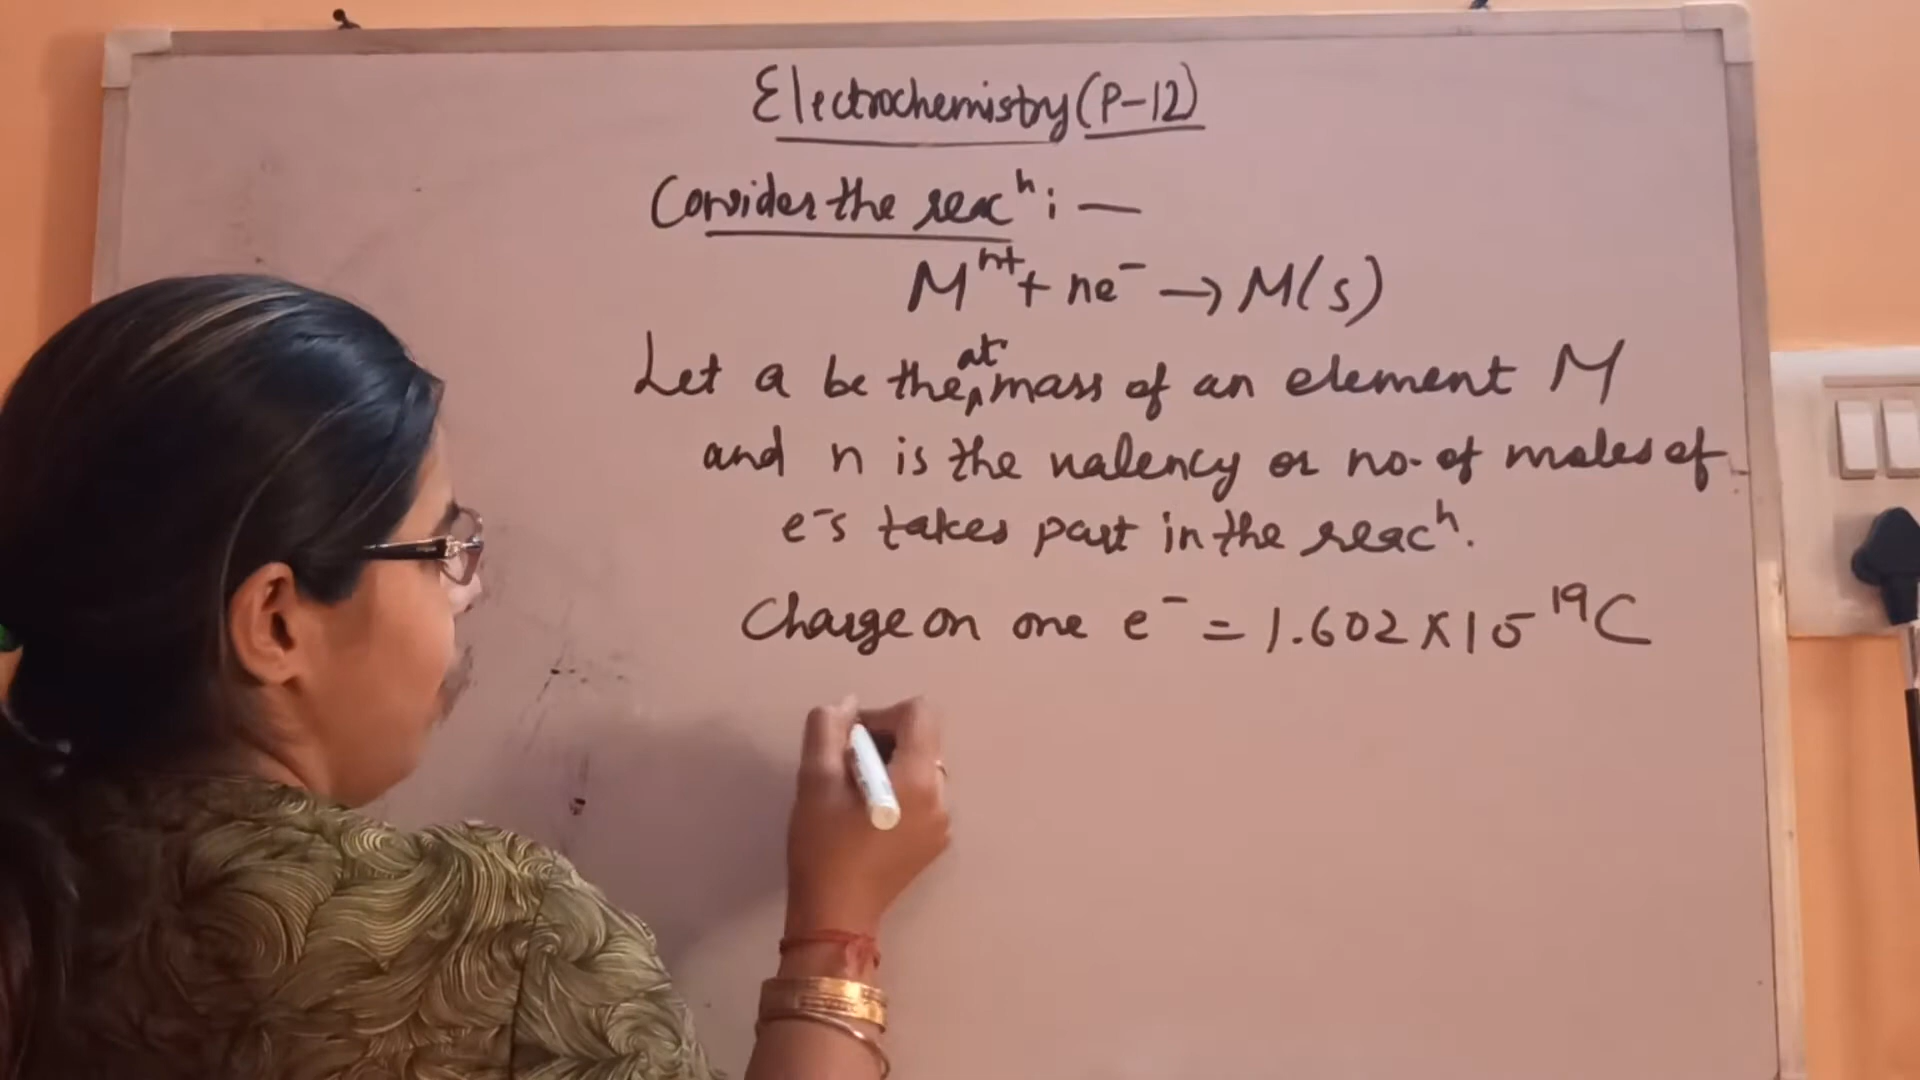 Electrochemistry (P-12)
Consider the reacⁿ : —
Mⁿ⁺ + ne⁻ → M(s)
Let a be the at. mass of an element M
and n is the valency or no. of moles of
e⁻s takes part in the reacⁿ.
Charge on one e⁻ = 1.602 × 10⁻¹⁹ C